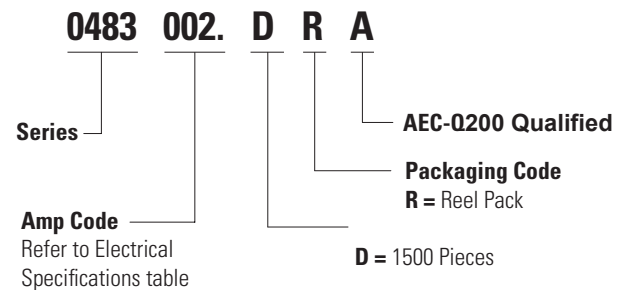 0483 002. D R A
Series
AEC-Q200 Qualified
Packaging Code
R = Reel Pack
Amp Code
Refer to Electrical
Specifications table
D = 1500 Pieces